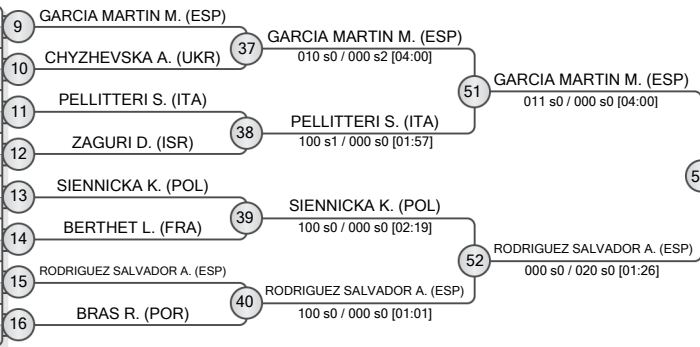 9 GARCIA MARTIN M. (ESP)
10 CHYZHEVSKA A. (UKR)
37 GARCIA MARTIN M. (ESP)
010 s0 / 000 s2 [04:00]
11 PELLITTERI S. (ITA)
12 ZAGURI D. (ISR)
38 PELLITTERI S. (ITA)
100 s1 / 000 s0 [01:57]
51 GARCIA MARTIN M. (ESP)
011 s0 / 000 s0 [04:00]
13 SIENNICKA K. (POL)
14 BERTHET L. (FRA)
39 SIENNICKA K. (POL)
100 s0 / 000 s0 [02:19]
15 RODRIGUEZ SALVADOR A. (ESP)
16 BRAS R. (POR)
40 RODRIGUEZ SALVADOR A. (ESP)
100 s0 / 000 s0 [01:01]
52 RODRIGUEZ SALVADOR A. (ESP)
000 s0 / 020 s0 [01:26]